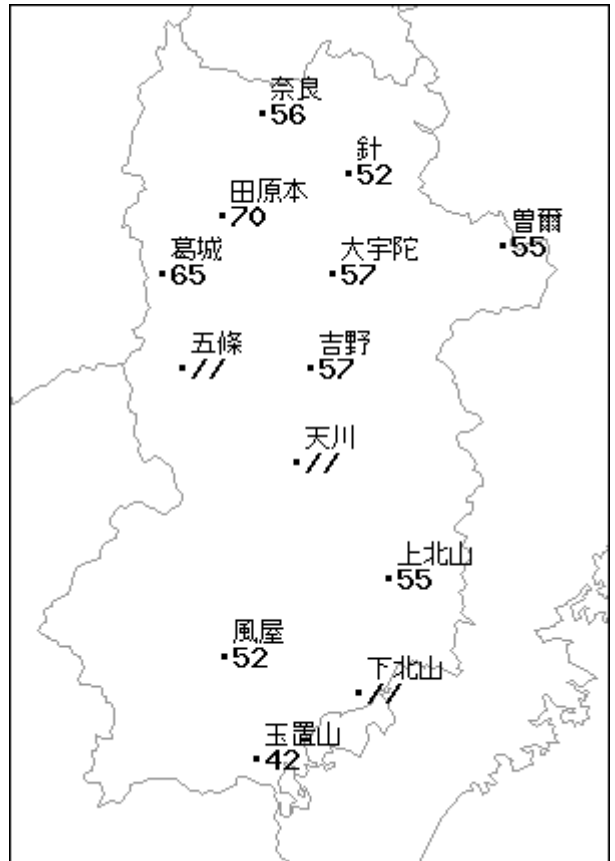 奈良
56
針
52
田原本
70
曽爾
55
葛城
65
大宇陀
57
五條
//
吉野
57
天川
//
上北山
55
風屋
52
下北山
//
玉置山
42